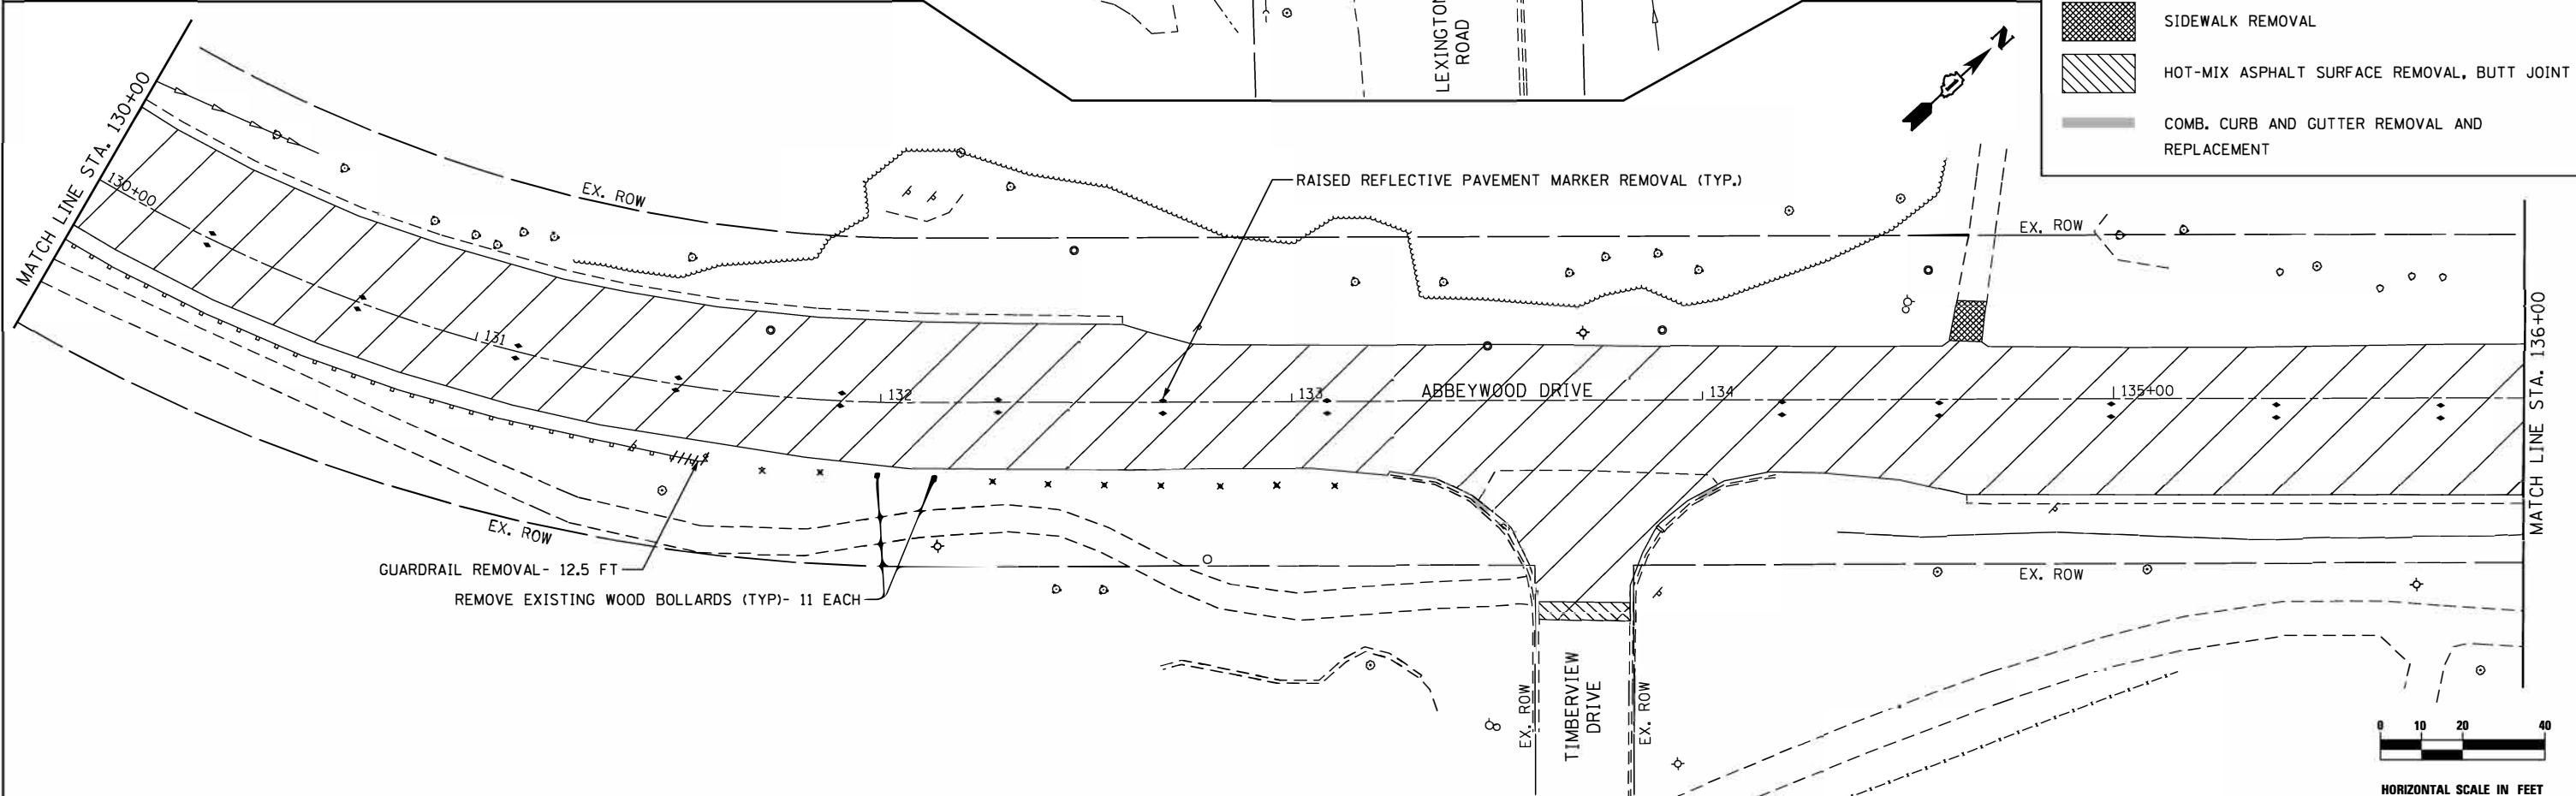 LEXINGTON
ROAD
SIDEWALK REMOVAL
HOT-MIX ASPHALT SURFACE REMOVAL, BUTT JOINT
COMB. CURB AND GUTTER REMOVAL AND
REPLACEMENT
N
MATCH LINE STA. 130+00
130+00
EX. ROW
RAISED REFLECTIVE PAVEMENT MARKER REMOVAL (TYP.)
EX. ROW
131
132
133
ABBEYWOOD DRIVE
134
135+00
MATCH LINE STA. 136+00
EX. ROW
GUARDRAIL REMOVAL- 12.5 FT
REMOVE EXISTING WOOD BOLLARDS (TYP)- 11 EACH
EX. ROW
EX. ROW
TIMBERVIEW
DRIVE
EX. ROW
0 10 20 40
HORIZONTAL SCALE IN FEET